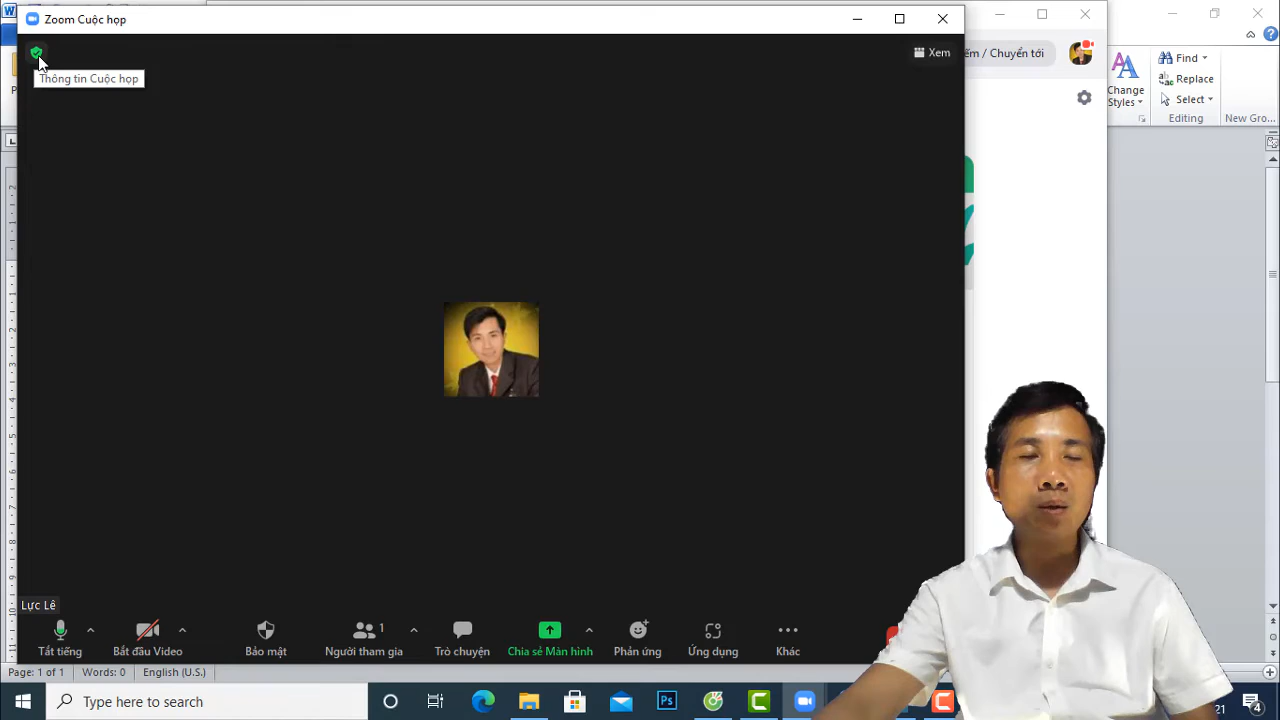 Zoom Cuộc họp
Thông tin Cuộc họp
Xem
ếm / Chuyển tới
Change
Styles
Find
Replace
Select
Editing
New Gro...
Lực Lê
Tắt tiếng
Bắt đầu Video
Bảo mật
Người tham gia
1
Trò chuyện
Chia sẻ Màn hình
Phản ứng
Ứng dụng
Khác
Page: 1 of 1
Words: 0
English (U.S.)
Type here to search
Ps
21
4